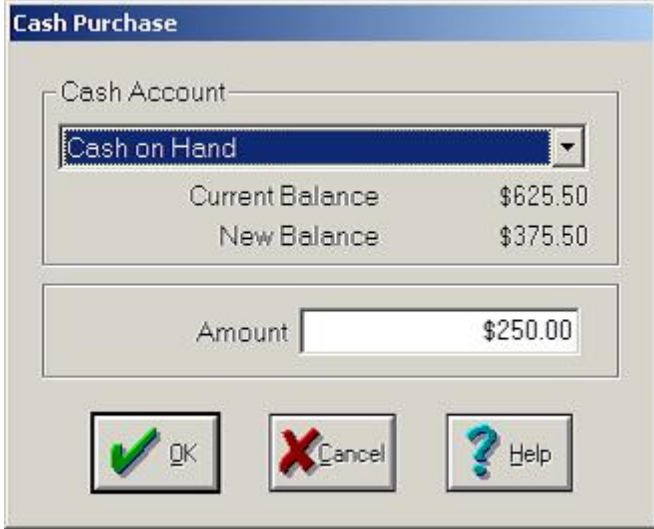 Cash Purchase
Cash Account
Cash on Hand
Current Balance $625.50
New Balance $375.50
Amount $250.00
OK Cancel Help